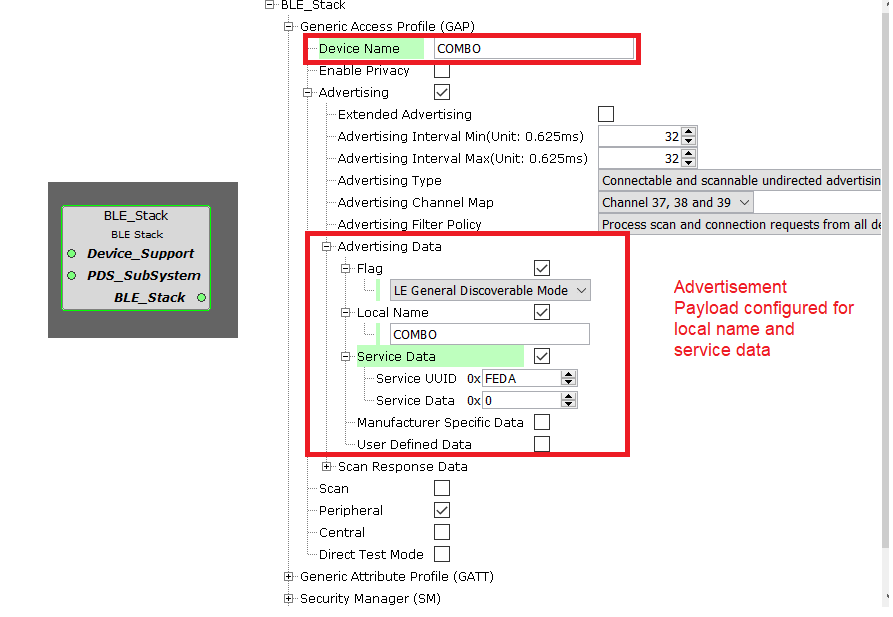 BLE_Stack
Generic Access Profile (GAP)
Device Name COMBO
Enable Privacy
Advertising
Extended Advertising
Advertising Interval Min(Unit: 0.625ms) 32
Advertising Interval Max(Unit: 0.625ms) 32
Advertising Type Connectable and scannable undirected advertisin
Advertising Channel Map Channel 37, 38 and 39
Advertising Filter Policy Process scan and connection requests from all de
Advertising Data
Flag
LE General Discoverable Mode
Local Name
COMBO
Service Data
Service UUID 0x FEDA
Service Data 0x 0
Manufacturer Specific Data
User Defined Data
Scan Response Data
Scan
Peripheral
Central
Direct Test Mode
Generic Attribute Profile (GATT)
Security Manager (SM)
BLE_Stack
BLE Stack
Device_Support
PDS_SubSystem
BLE_Stack
Advertisement
Payload configured for
local name and
service data